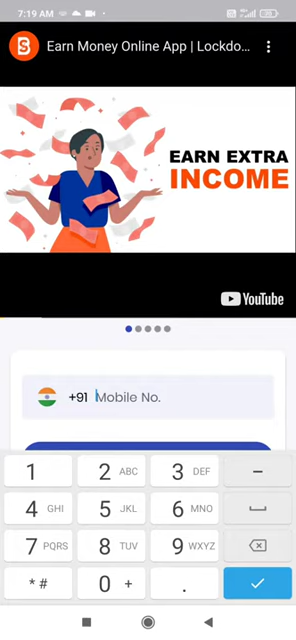 7:19 AM
Earn Money Online App | Lockdo...
EARN EXTRA
INCOME
YouTube
+91 Mobile No.
1 2 ABC 3 DEF -
4 GHI 5 JKL 6 MNO
7 PQRS 8 TUV 9 WXYZ
* # 0 + .